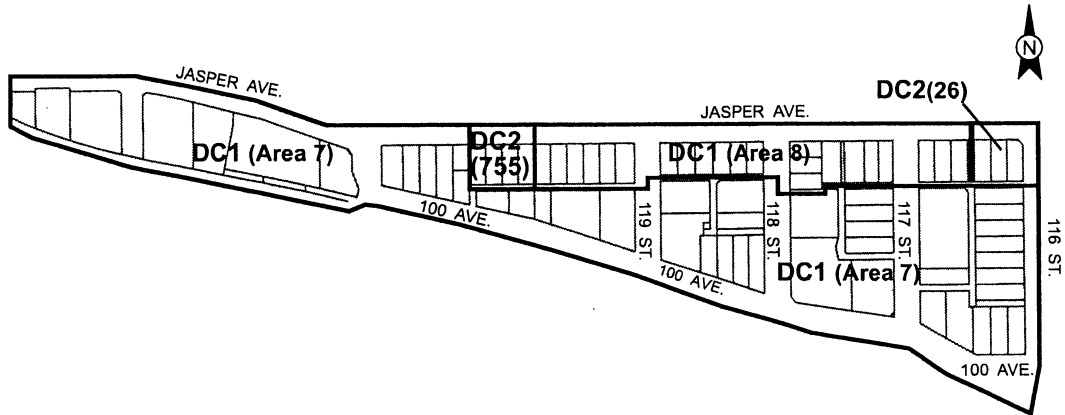 N
JASPER AVE.
DC2(26)
JASPER AVE.
DC2
(755)
DC1 (Area 8)
DC1 (Area 7)
100 AVE.
119 ST.
118 ST.
117 ST.
116 ST.
100 AVE.
DC1 (Area 7)
100 AVE.